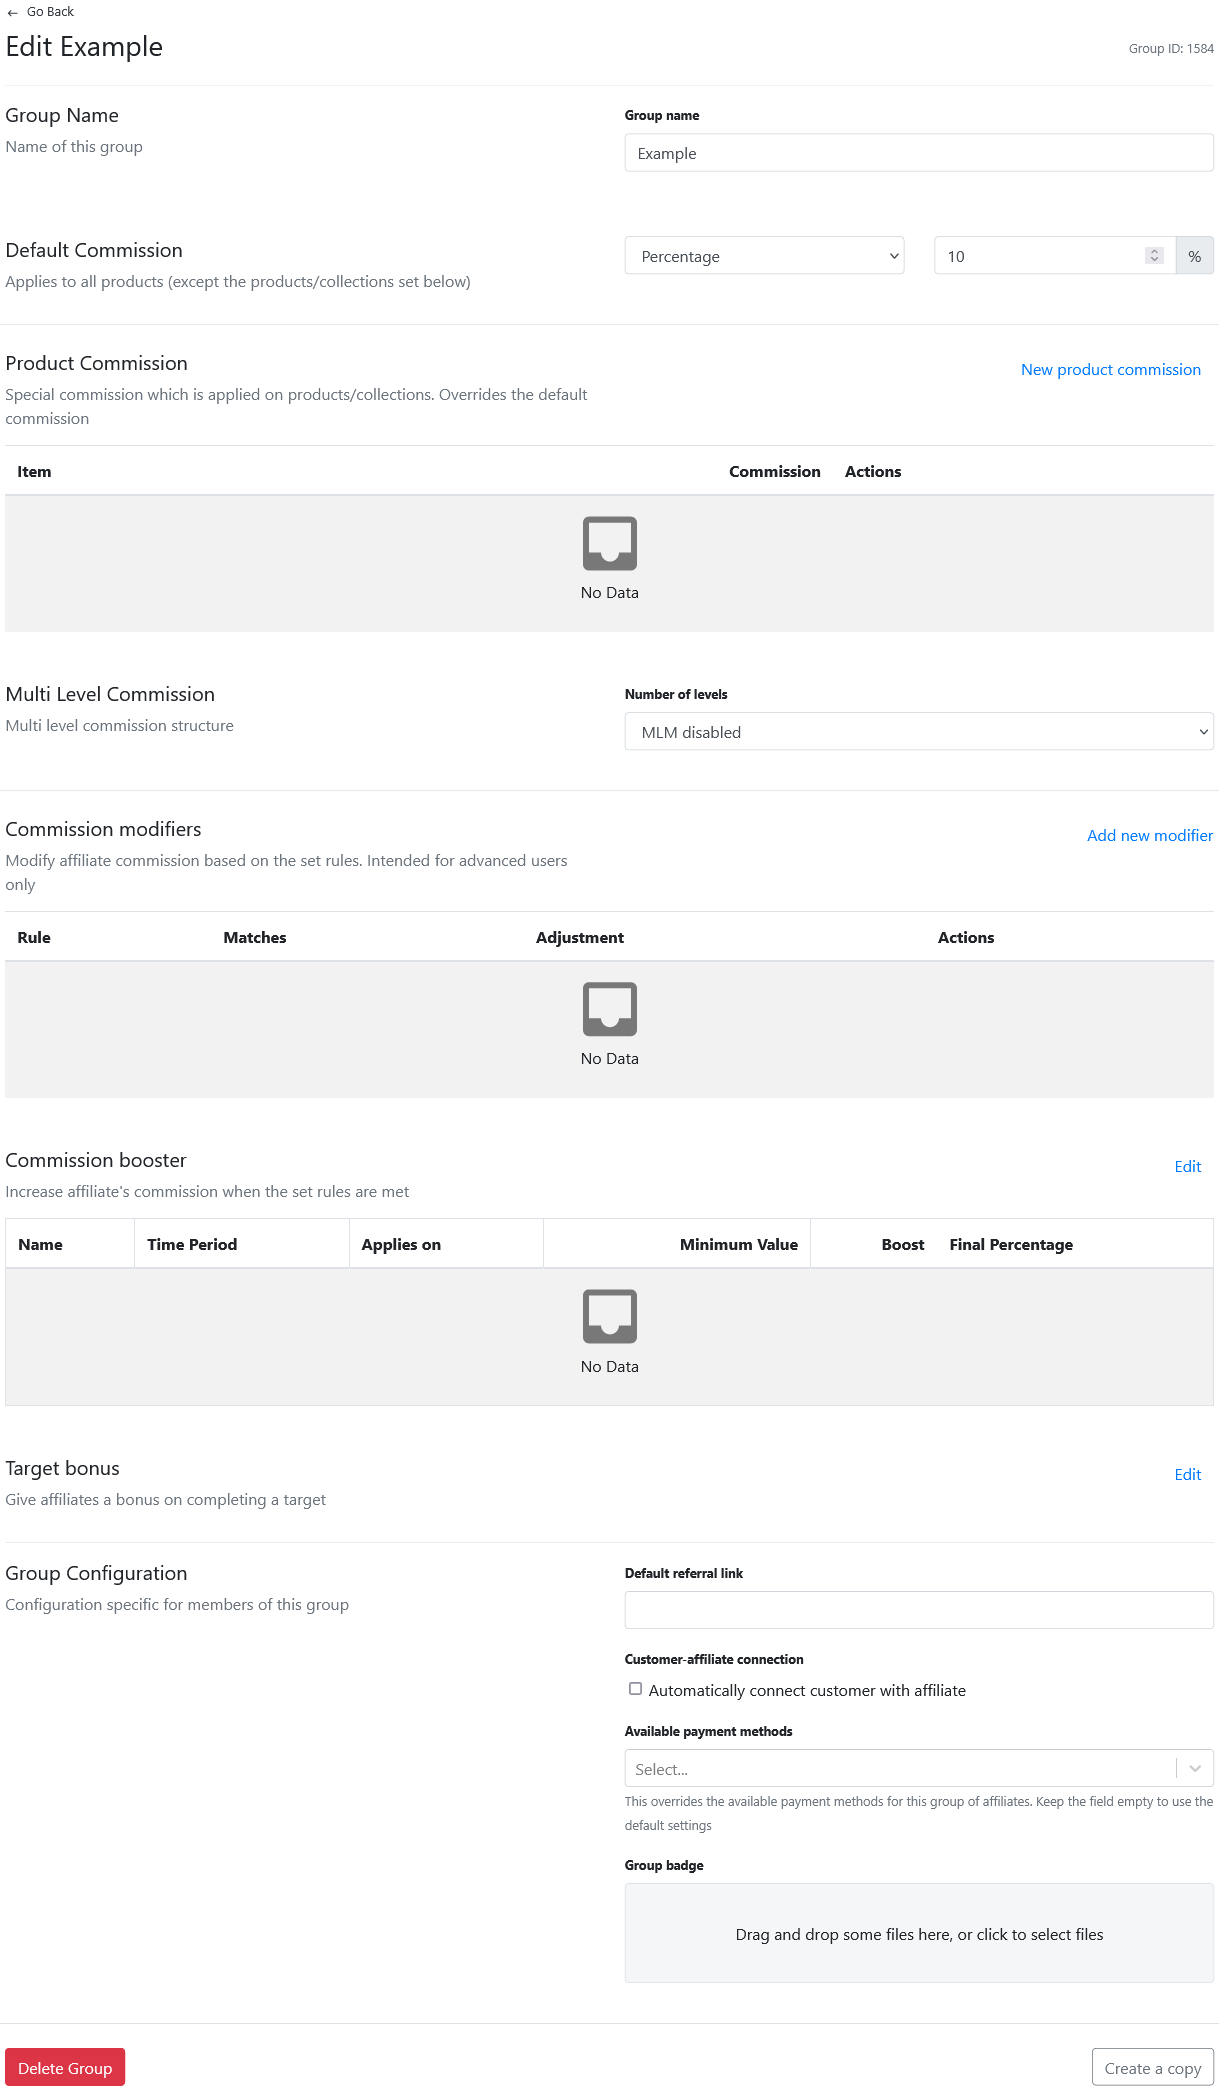 ← Go Back
Edit Example
Group ID: 1584
Group Name
Name of this group
Group name
Example
Default Commission
Applies to all products (except the products/collections set below)
Percentage
10
%
Product Commission
Special commission which is applied on products/collections. Overrides the default
commission
New product commission
Item Commission Actions
No Data
Multi Level Commission
Multi level commission structure
Number of levels
MLM disabled
Commission modifiers
Modify affiliate commission based on the set rules. Intended for advanced users
only
Add new modifier
Rule Matches Adjustment Actions
No Data
Commission booster
Increase affiliate's commission when the set rules are met
Edit
Name Time Period Applies on Minimum Value Boost Final Percentage
No Data
Target bonus
Give affiliates a bonus on completing a target
Edit
Group Configuration
Configuration specific for members of this group
Default referral link
Customer-affiliate connection
Automatically connect customer with affiliate
Available payment methods
Select...
This overrides the available payment methods for this group of affiliates. Keep the field empty to use the
default settings
Group badge
Drag and drop some files here, or click to select files
Delete Group
Create a copy